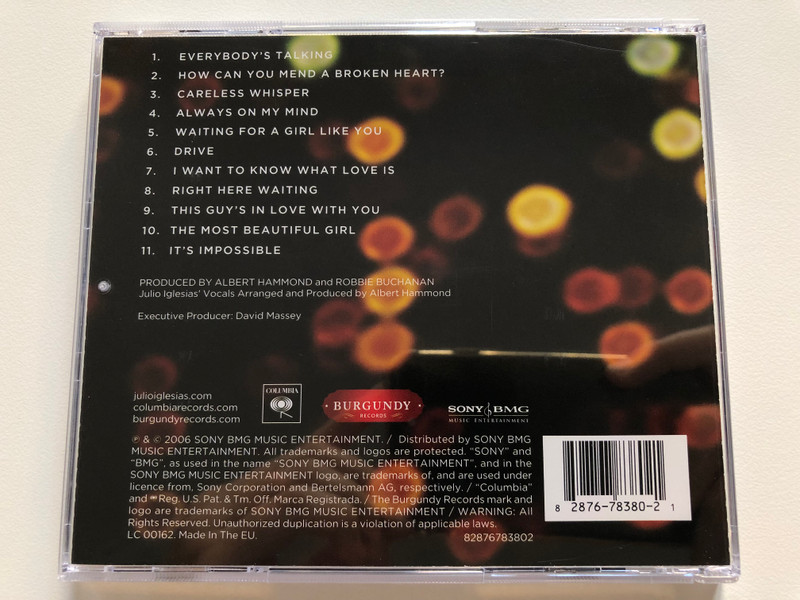 1. EVERYBODY'S TALKING
2. HOW CAN YOU MEND A BROKEN HEART?
3. CARELESS WHISPER
4. ALWAYS ON MY MIND
5. WAITING FOR A GIRL LIKE YOU
6. DRIVE
7. I WANT TO KNOW WHAT LOVE IS
8. RIGHT HERE WAITING
9. THIS GUY'S IN LOVE WITH YOU
10. THE MOST BEAUTIFUL GIRL
11. IT'S IMPOSSIBLE
PRODUCED BY ALBERT HAMMOND and ROBBIE BUCHANAN
Julio Iglesias' Vocals Arranged and Produced by Albert Hammond
Executive Producer: David Massey
julioiglesias.com
columbiarecords.com
burgundyrecords.com
COLUMBIA
BURGUNDY
RECORDS
SONY BMG
MUSIC ENTERTAINMENT
℗ & © 2006 SONY BMG MUSIC ENTERTAINMENT. / Distributed by SONY BMG
MUSIC ENTERTAINMENT. All trademarks and logos are protected. "SONY" and
"BMG", as used in the name "SONY BMG MUSIC ENTERTAINMENT", and in the
SONY BMG MUSIC ENTERTAINMENT logo, are trademarks of, and are used under
licence from, Sony Corporation and Bertelsmann AG, respectively. / "Columbia"
and Reg. U.S. Pat. & Tm. Off. Marca Registrada. / The Burgundy Records mark and
logo are trademarks of SONY BMG MUSIC ENTERTAINMENT / WARNING: All
Rights Reserved. Unauthorized duplication is a violation of applicable laws.
LC 00162. Made In The EU.
82876783802
8 2876-78380-2 1